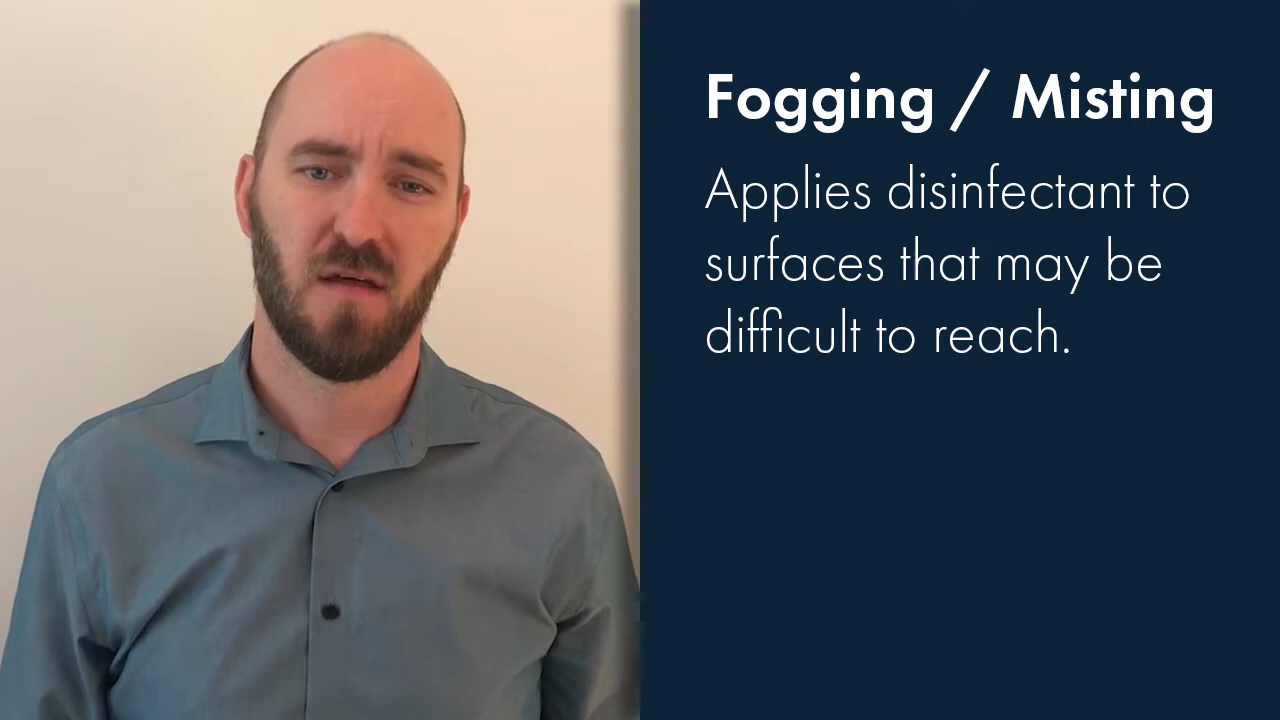 Fogging / Misting
Applies disinfectant to
surfaces that may be
difficult to reach.